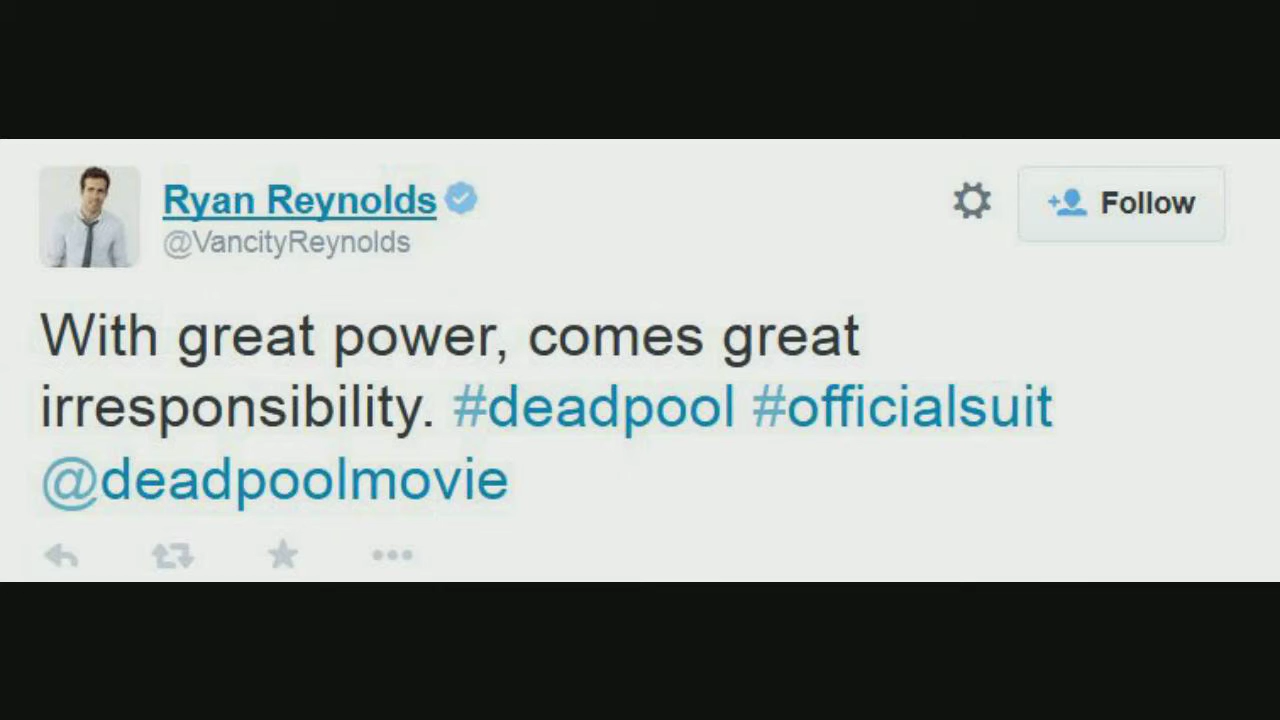 Ryan Reynolds
@VancityReynolds
Follow
With great power, comes great
irresponsibility. #deadpool #officialsuit
@deadpoolmovie